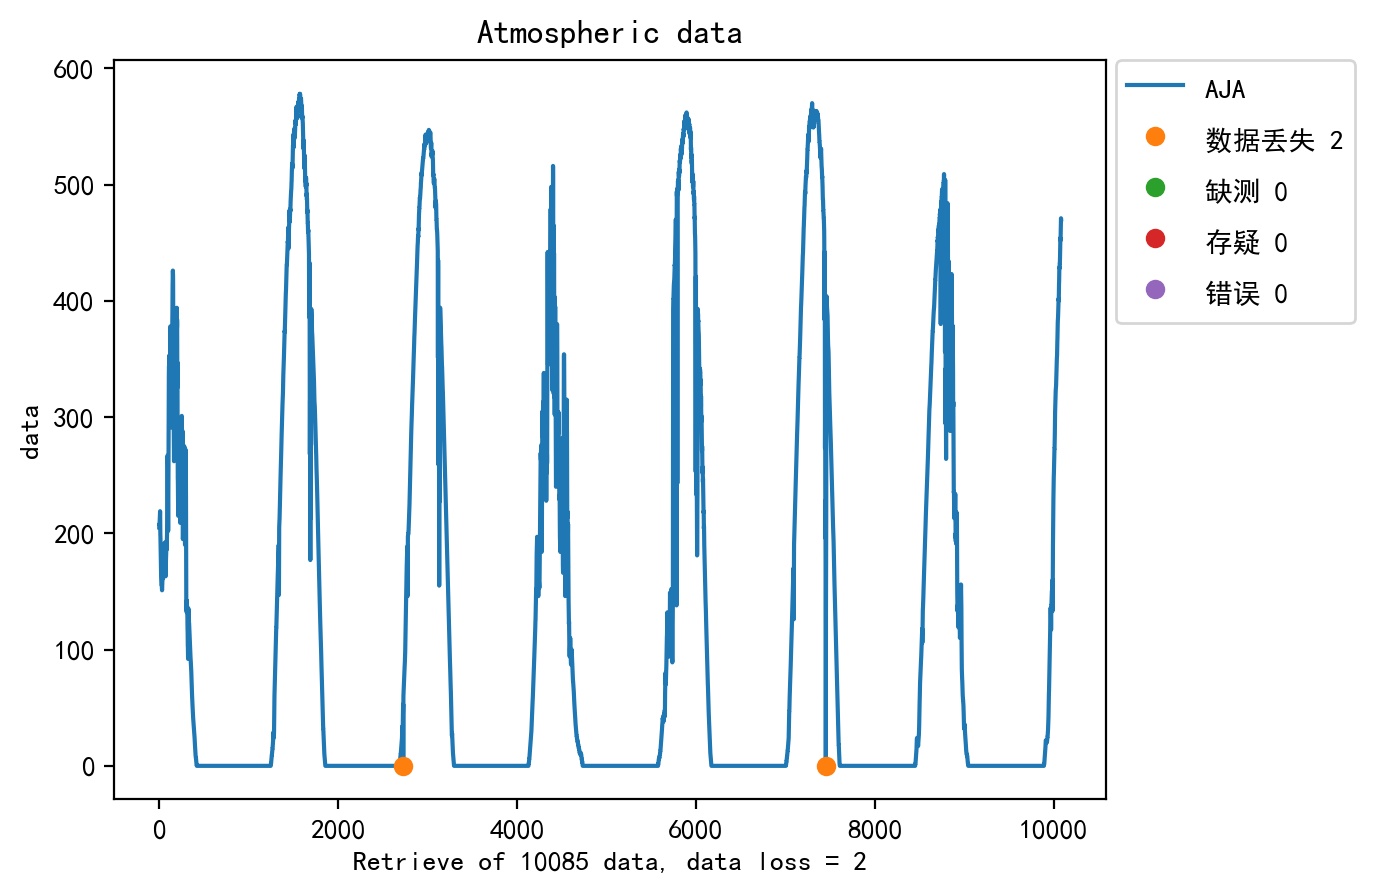 Atmospheric data
600
500
400
300
200
100
0
data
0 2000 4000 6000 8000 10000
Retrieve of 10085 data, data loss = 2
AJA
数据丢失 2
缺测 0
存疑 0
错误 0